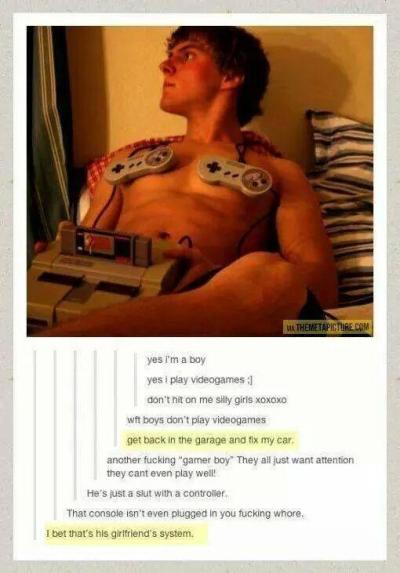 VIA THEMETAPICTURE.COM
yes i'm a boy
yes i play videogames ;]
don't hit on me silly girls xoxoxo
wft boys don't play videogames
get back in the garage and fix my car.
another fucking "gamer boy" They all just want attention
they cant even play well!
He's just a slut with a controller.
That console isn't even plugged in you fucking whore.
I bet that's his girlfriend's system.